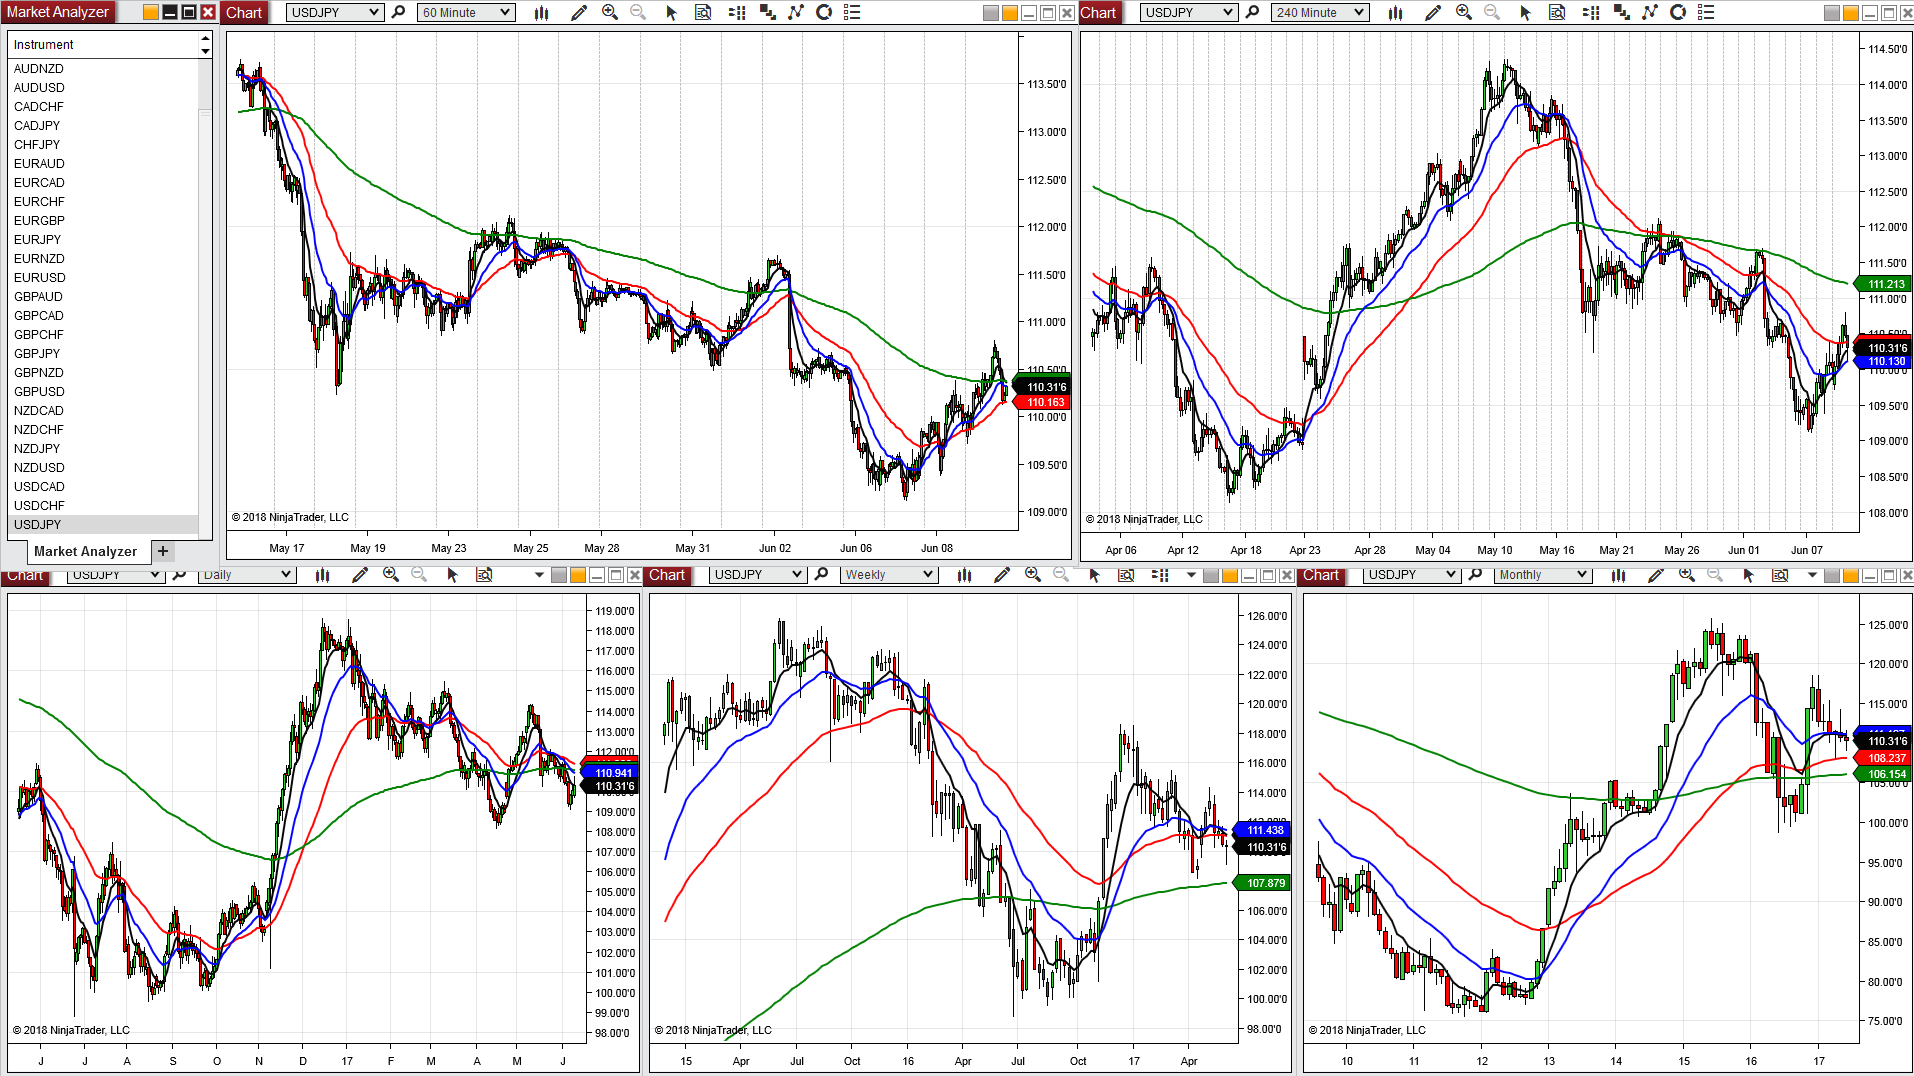 Market Analyzer
Instrument
AUDNZD
AUDUSD
CADCHF
CADJPY
CHFJPY
EURAUD
EURCAD
EURCHF
EURGBP
EURJPY
EURNZD
EURUSD
GBPAUD
GBPCAD
GBPCHF
GBPJPY
GBPNZD
GBPUSD
NZDCAD
NZDCHF
NZDJPY
NZDUSD
USDCAD
USDCHF
USDJPY
Market Analyzer +
Chart USDJPY 60 Minute
113.50'0
113.00'0
112.50'0
112.00'0
111.50'0
111.00'0
110.50'0
110.31'6
110.163
110.00'0
109.50'0
109.00'0
© 2018 NinjaTrader, LLC
May 17 May 19 May 23 May 25 May 28 May 31 Jun 02 Jun 06 Jun 08
Chart USDJPY 240 Minute
114.50'0
114.00'0
113.50'0
113.00'0
112.50'0
112.00'0
111.50'0
111.213
111.00'0
110.31'6
110.130
110.00'0
109.50'0
109.00'0
108.50'0
108.00'0
© 2018 NinjaTrader, LLC
Apr 06 Apr 12 Apr 18 Apr 23 Apr 28 May 04 May 10 May 16 May 21 May 26 Jun 01 Jun 07
Chart USDJPY Daily
119.00'0
118.00'0
117.00'0
116.00'0
115.00'0
114.00'0
113.00'0
112.00'0
110.941
110.31'6
109.00'0
108.00'0
107.00'0
106.00'0
105.00'0
104.00'0
103.00'0
102.00'0
101.00'0
100.00'0
99.00'0
98.00'0
© 2018 NinjaTrader, LLC
J J A S O N D 17 F M A M J
Chart USDJPY Weekly
126.00'0
124.00'0
122.00'0
120.00'0
118.00'0
116.00'0
114.00'0
111.438
110.31'6
107.879
106.00'0
104.00'0
102.00'0
100.00'0
98.00'0
© 2018 NinjaTrader, LLC
15 Apr Jul Oct 16 Apr Jul Oct 17 Apr
Chart USDJPY Monthly
125.00'0
120.00'0
115.00'0
110.31'6
108.237
106.154
100.00'0
95.00'0
90.00'0
85.00'0
80.00'0
75.00'0
© 2018 NinjaTrader, LLC
10 11 12 13 14 15 16 17